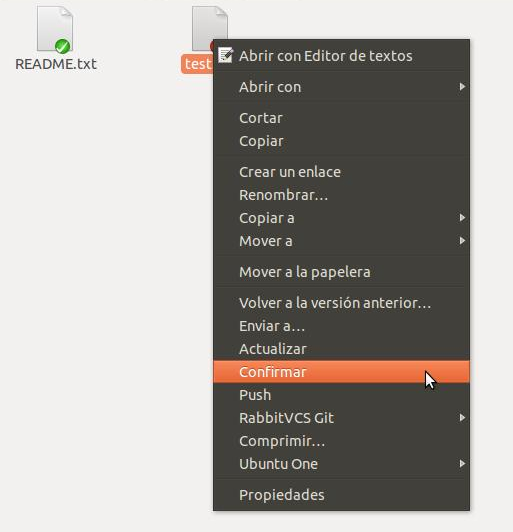 README.txt
test
Abrir con Editor de textos
Abrir con
Cortar
Copiar
Crear un enlace
Renombrar...
Copiar a
Mover a
Mover a la papelera
Volver a la versión anterior...
Enviar a...
Actualizar
Confirmar
Push
RabbitVCS Git
Comprimir...
Ubuntu One
Propiedades